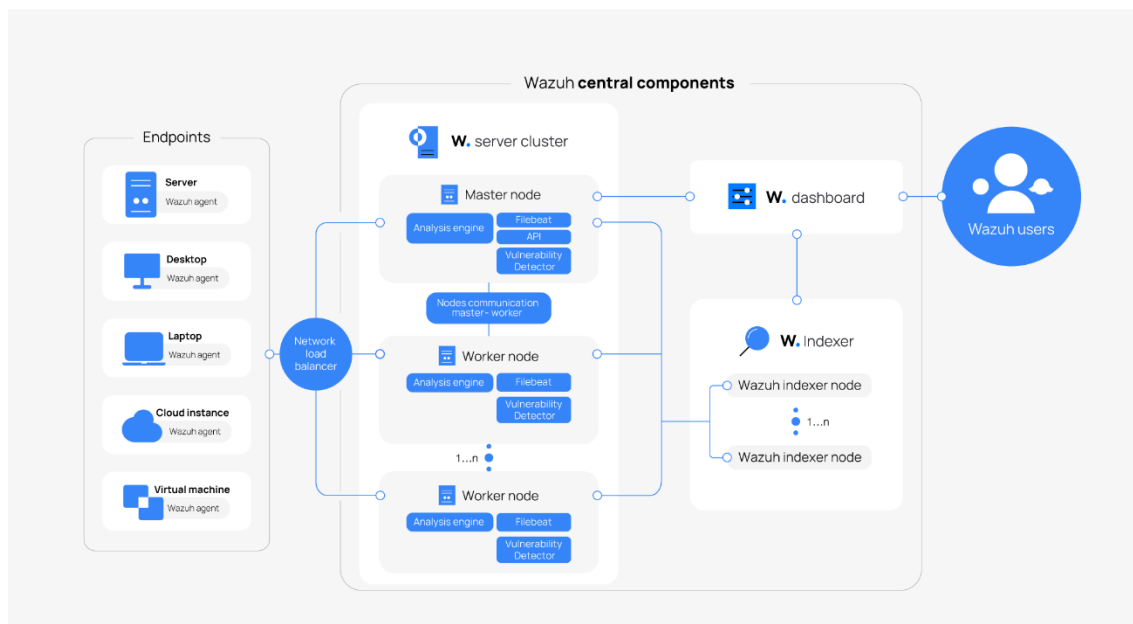 Wazuh central components
Endpoints
Server
Wazuh agent
Desktop
Wazuh agent
Laptop
Wazuh agent
Cloud instance
Wazuh agent
Virtual machine
Wazuh agent
Network
load
balancer
W. server cluster
Master node
Analysis engine
Filebeat
API
Vulnerability
Detector
Nodes communication
master- worker
Worker node
Analysis engine
Filebeat
Vulnerability
Detector
1...n
Worker node
Analysis engine
Filebeat
Vulnerability
Detector
W. dashboard
W. Indexer
Wazuh indexer node
1...n
Wazuh indexer node
Wazuh users